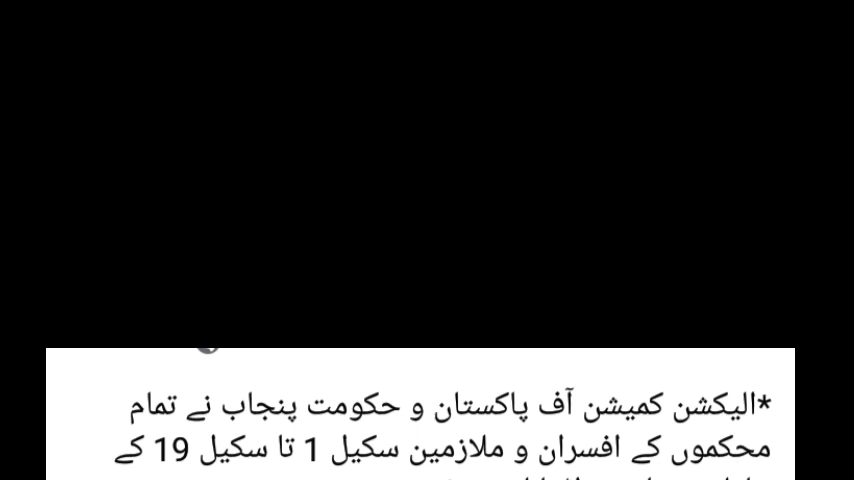 *الیکشن کمیشن آف پاکستان و حکومت پنجاب نے تمام
محکموں کے افسران و ملازمین سکیل 1 تا سکیل 19 کے